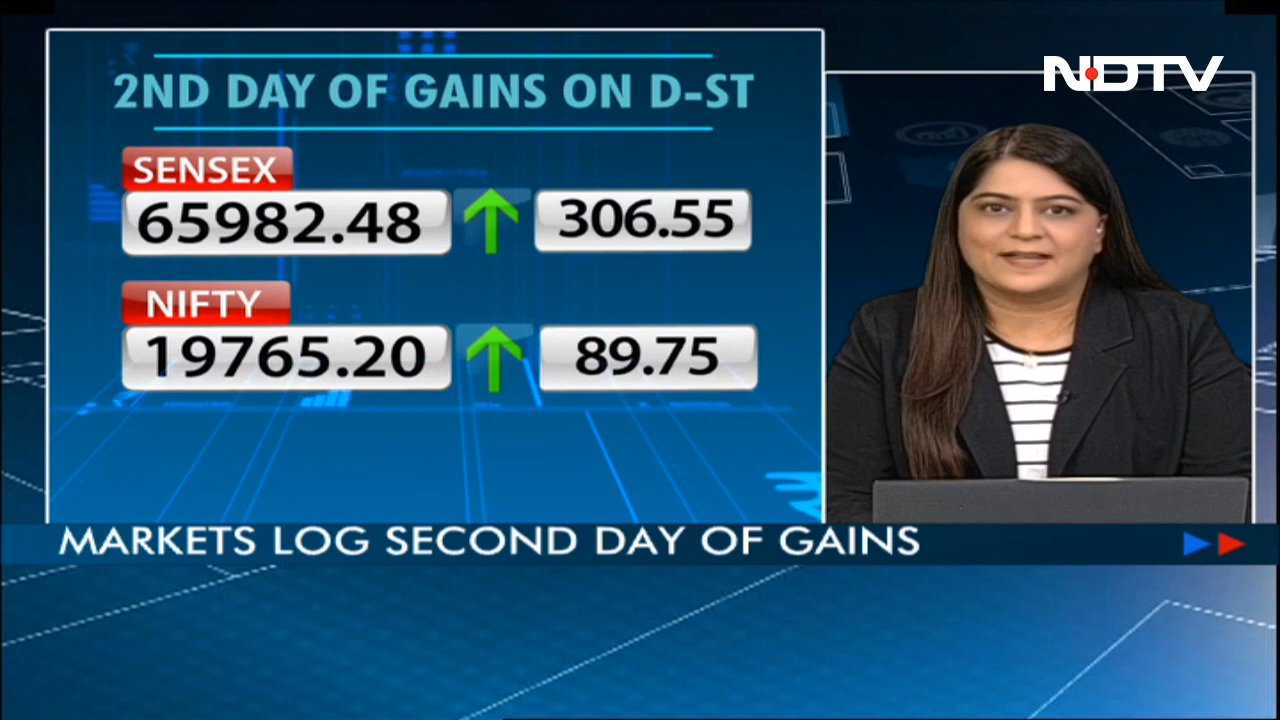 2ND DAY OF GAINS ON D-ST
NDTV
SENSEX
65982.48 306.55
NIFTY
19765.20 89.75
MARKETS LOG SECOND DAY OF GAINS